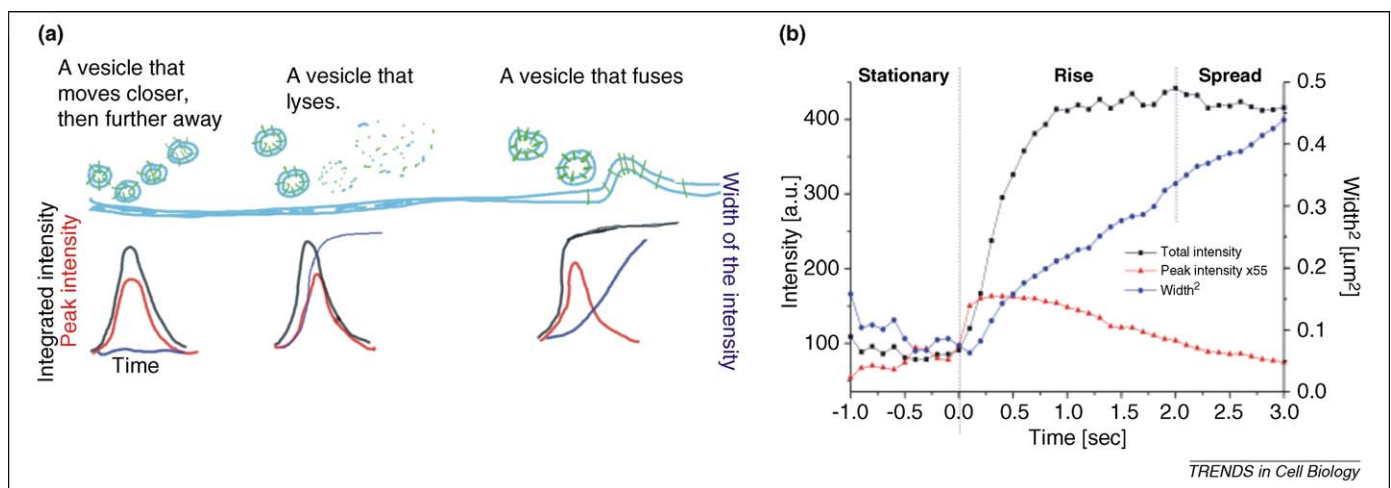 (a)
A vesicle that
moves closer,
then further away
A vesicle that
lyses.
A vesicle that fuses
Integrated intensity
Peak intensity
Time
Width of the intensity
(b)
Stationary
Rise
Spread
400
300
200
100
Intensity [a.u.]
0.5
0.4
0.3
0.2
0.1
0.0
Width² [μm²]
Total intensity
Peak intensity x55
Width²
-1.0 -0.5 0.0 0.5 1.0 1.5 2.0 2.5 3.0
Time [sec]
TRENDS in Cell Biology